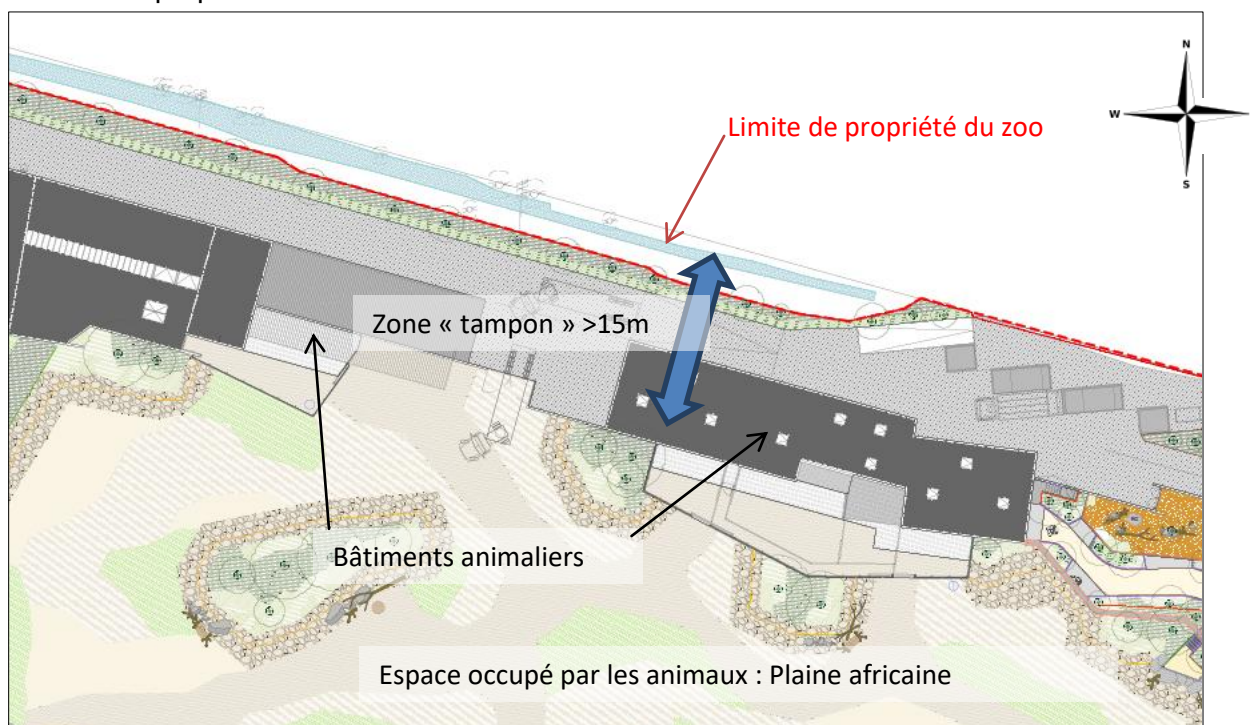 N
W
E
S
Limite de propriété du zoo
Zone « tampon » >15m
Bâtiments animaliers
Espace occupé par les animaux : Plaine africaine